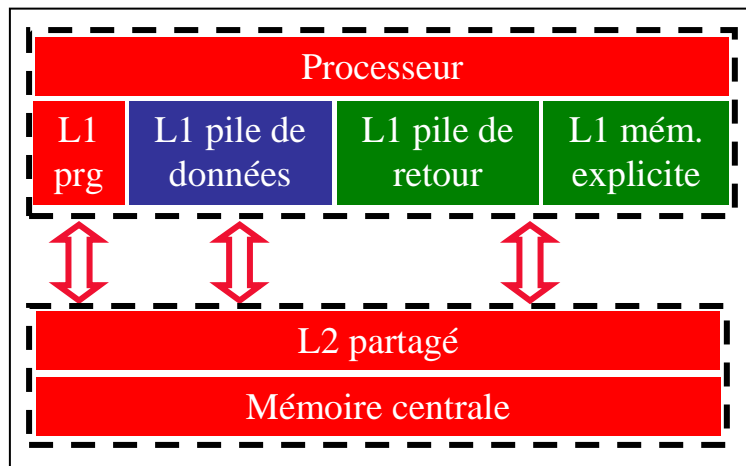 Processeur
L1
prg
L1 pile de
données
L1 pile de
retour
L1 mém.
explicite
L2 partagé
Mémoire centrale